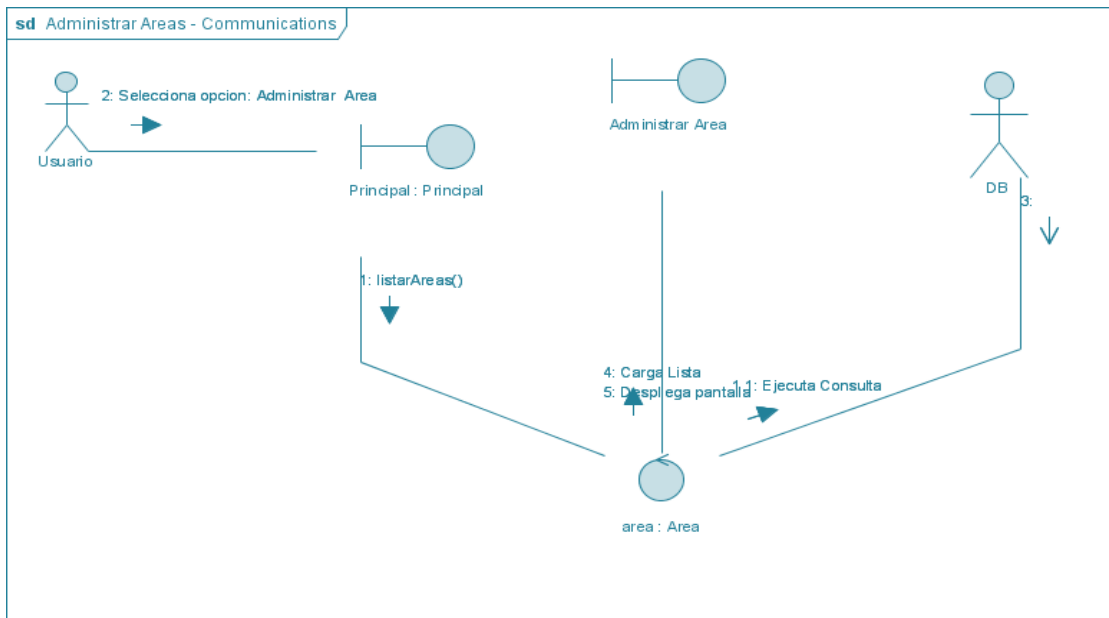 sd Administrar Areas - Communications
2: Selecciona opcion: Administrar Area
Usuario
Principal : Principal
Administrar Area
DB
3:
1: listarAreas()
4: Carga Lista
5: Despliega pantalla
1.1: Ejecuta Consulta
area : Area